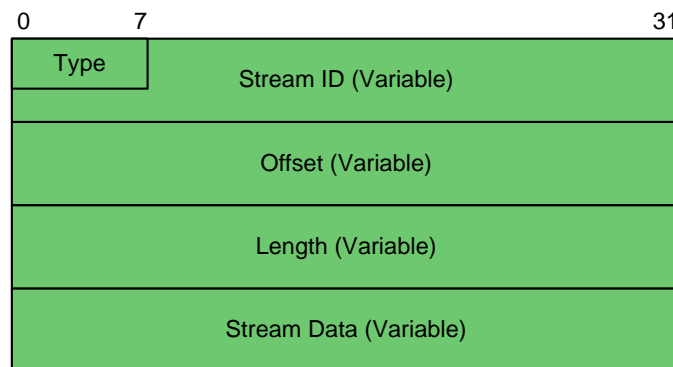 0 7 31
Type
Stream ID (Variable)
Offset (Variable)
Length (Variable)
Stream Data (Variable)